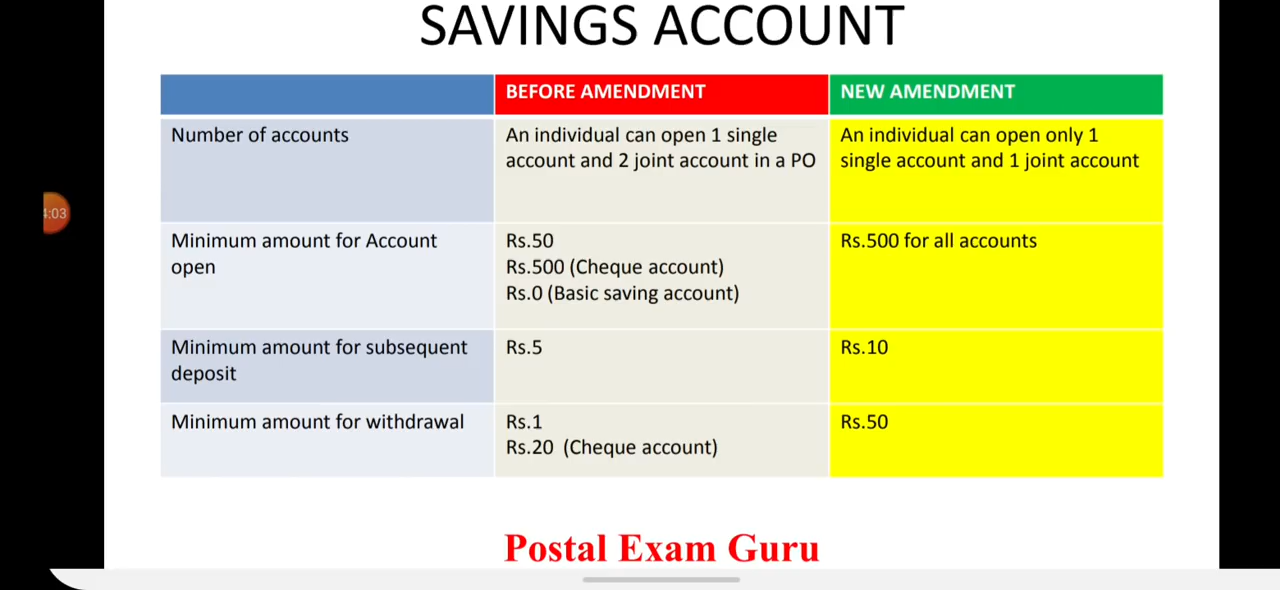 SAVINGS ACCOUNT
BEFORE AMENDMENT
NEW AMENDMENT
Number of accounts
An individual can open 1 single
account and 2 joint account in a PO
An individual can open only 1
single account and 1 joint account
Minimum amount for Account
open
Rs.50
Rs.500 (Cheque account)
Rs.0 (Basic saving account)
Rs.500 for all accounts
Minimum amount for subsequent
deposit
Rs.5
Rs.10
Minimum amount for withdrawal
Rs.1
Rs.20 (Cheque account)
Rs.50
Postal Exam Guru